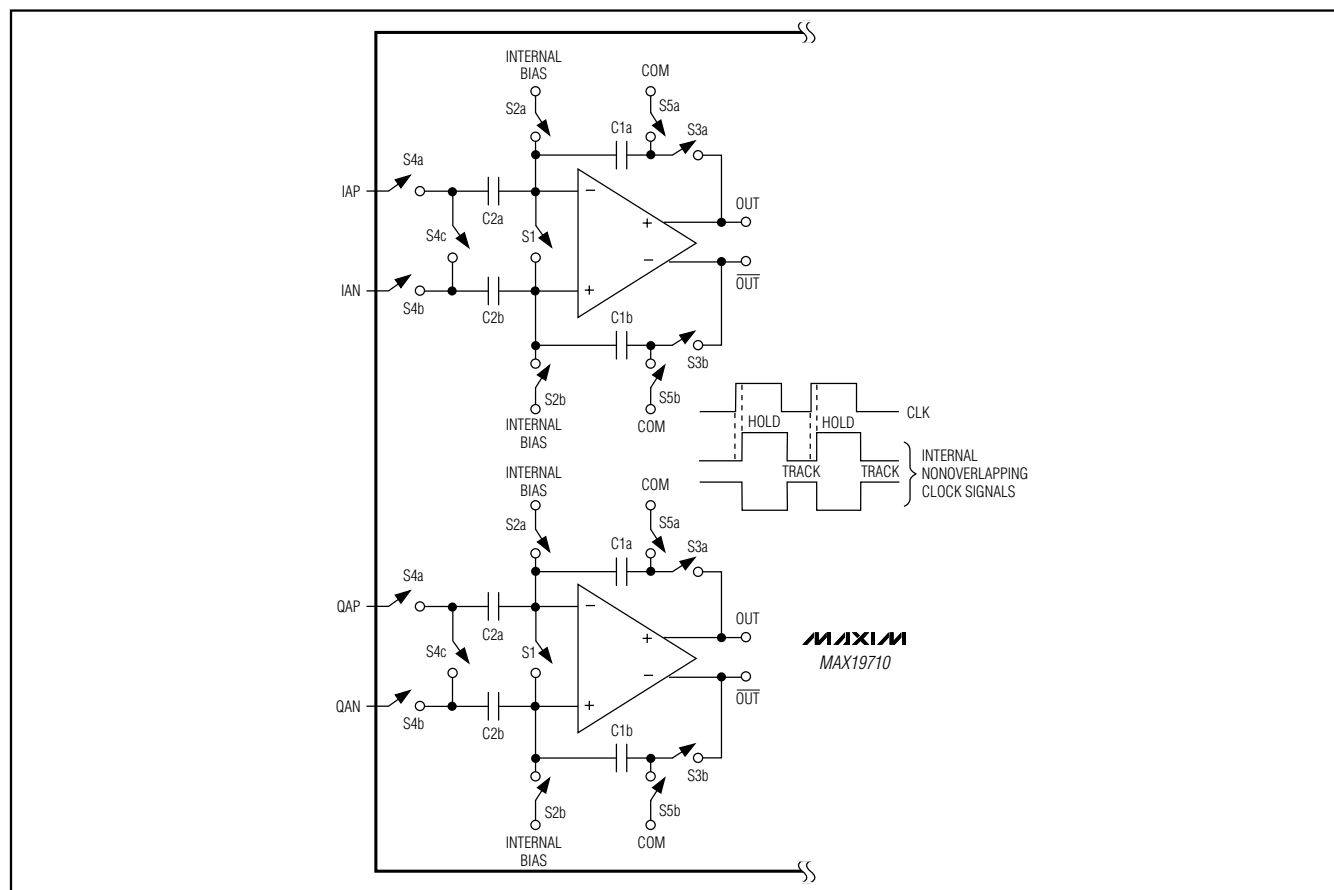 INTERNAL
BIAS
COM
S2a
S5a
C1a
S3a
S4a
IAP
C2a
OUT
S4c
S1
IAN
S4b
C2b
OUT
C1b
S3b
S2b
S5b
INTERNAL
BIAS
COM
CLK
HOLD HOLD
TRACK TRACK
INTERNAL
NONOVERLAPPING
CLOCK SIGNALS
INTERNAL
BIAS
COM
S2a
S5a
C1a
S3a
S4a
QAP
C2a
OUT
S4c
S1
QAN
S4b
C2b
OUT
C1b
S3b
S2b
S5b
INTERNAL
BIAS
COM
MAXIM
MAX19710